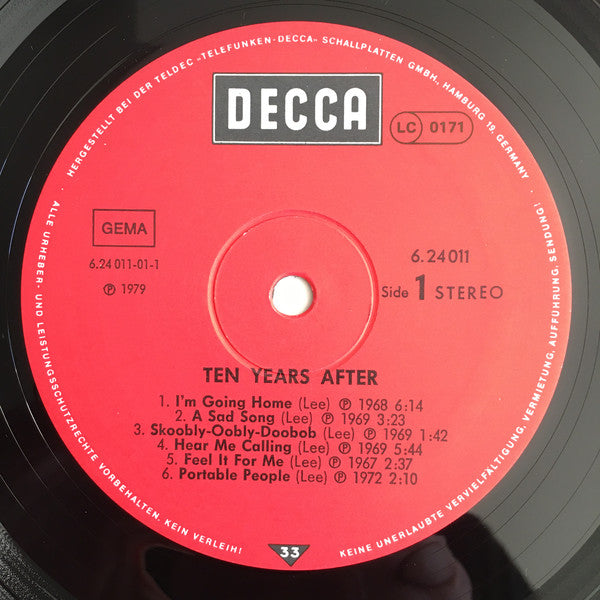 HERGESTELLT BEI DER TELDEC »TELEFUNKEN-DECCA« SCHALLPLATTEN GMBH., HAMBURG 19, GERMANY
DECCA
LC 0171
GEMA
6.24 011-01-1
℗ 1979
6.24 011
Side 1 STEREO
TEN YEARS AFTER
1. I'm Going Home (Lee) ℗ 1968 6:14
2. A Sad Song (Lee) ℗ 1969 3:23
3. Skoobly-Oobly-Doobob (Lee) ℗ 1969 1:42
4. Hear Me Calling (Lee) ℗ 1969 5:44
5. Feel It For Me (Lee) ℗ 1967 2:37
6. Portable People (Lee) ℗ 1972 2:10
33
ALLE URHEBER- UND LEISTUNGSSCHUTZRECHTE VORBEHALTEN. KEIN VERLEIH!
KEINE UNERLAUBTE VERVIELFÄLTIGUNG, VERMIETUNG, AUFFÜHRUNG, SENDUNG!